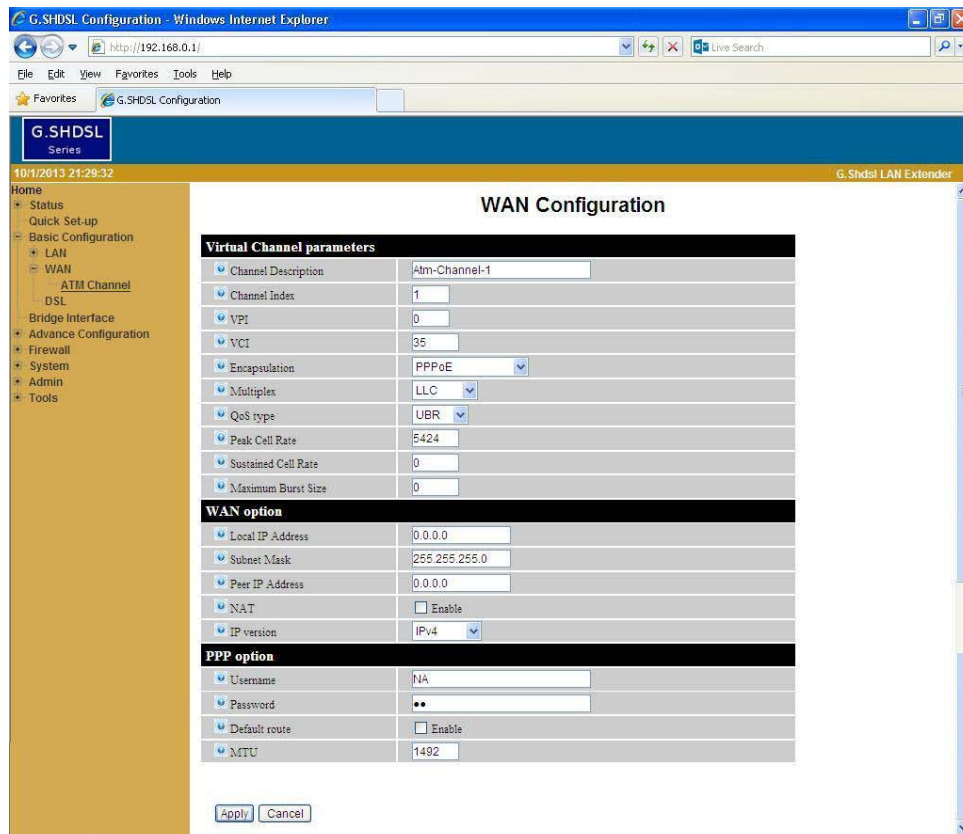 G.SHDSL Configuration - Windows Internet Explorer
http://192.168.0.1/
Live Search
File Edit View Favorites Tools Help
Favorites
G.SHDSL Configuration
G.SHDSL
Series
10/1/2013 21:29:32
G.Shdsl LAN Extender
Home
Status
Quick Set-up
Basic Configuration
LAN
WAN
ATM Channel
DSL
Bridge Interface
Advance Configuration
Firewall
System
Admin
Tools
WAN Configuration
Virtual Channel parameters
Channel Description Atm-Channel-1
Channel Index 1
VPI 0
VCI 35
Encapsulation PPPoE
Multiplex LLC
QoS type UBR
Peak Cell Rate 5424
Sustained Cell Rate 0
Maximum Burst Size 0
WAN option
Local IP Address 0.0.0.0
Subnet Mask 255.255.255.0
Peer IP Address 0.0.0.0
NAT Enable
IP version IPv4
PPP option
Username NA
Password ••
Default route Enable
MTU 1492
Apply Cancel